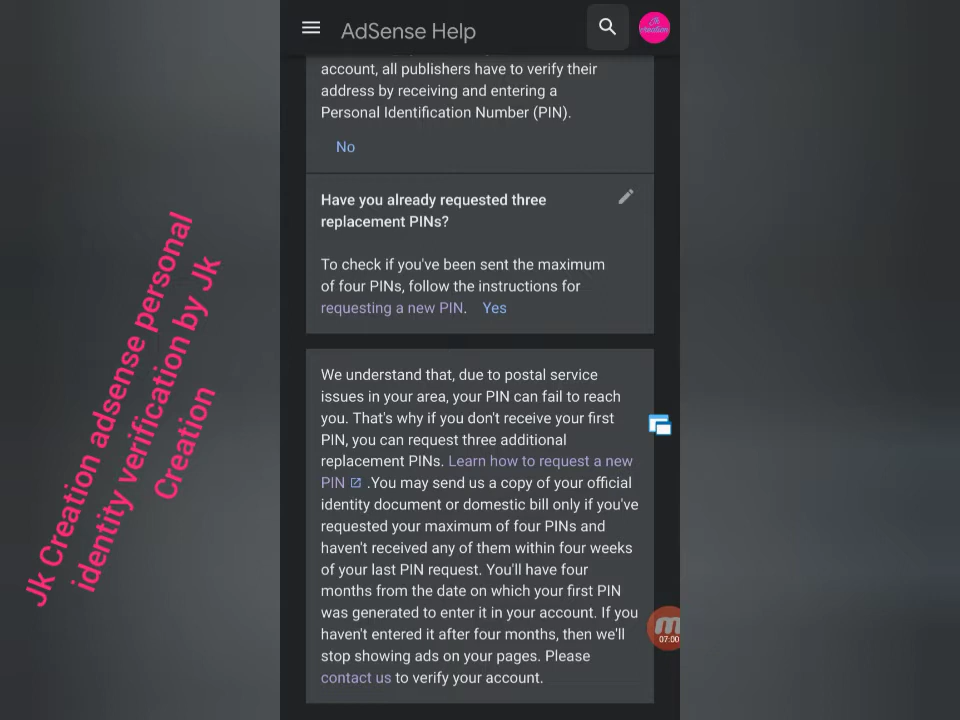 AdSense Help
account, all publishers have to verify their
address by receiving and entering a
Personal Identification Number (PIN).
No
Have you already requested three
replacement PINs?
To check if you've been sent the maximum
of four PINs, follow the instructions for
requesting a new PIN. Yes
We understand that, due to postal service
issues in your area, your PIN can fail to reach
you. That's why if you don't receive your first
PIN, you can request three additional
replacement PINs. Learn how to request a new
PIN .You may send us a copy of your official
identity document or domestic bill only if you've
requested your maximum of four PINs and
haven't received any of them within four weeks
of your last PIN request. You'll have four
months from the date on which your first PIN
was generated to enter it in your account. If you
haven't entered it after four months, then we'll
stop showing ads on your pages. Please
contact us to verify your account.
07:00
Jk Creation adsense personal
identity verification by Jk
Creation